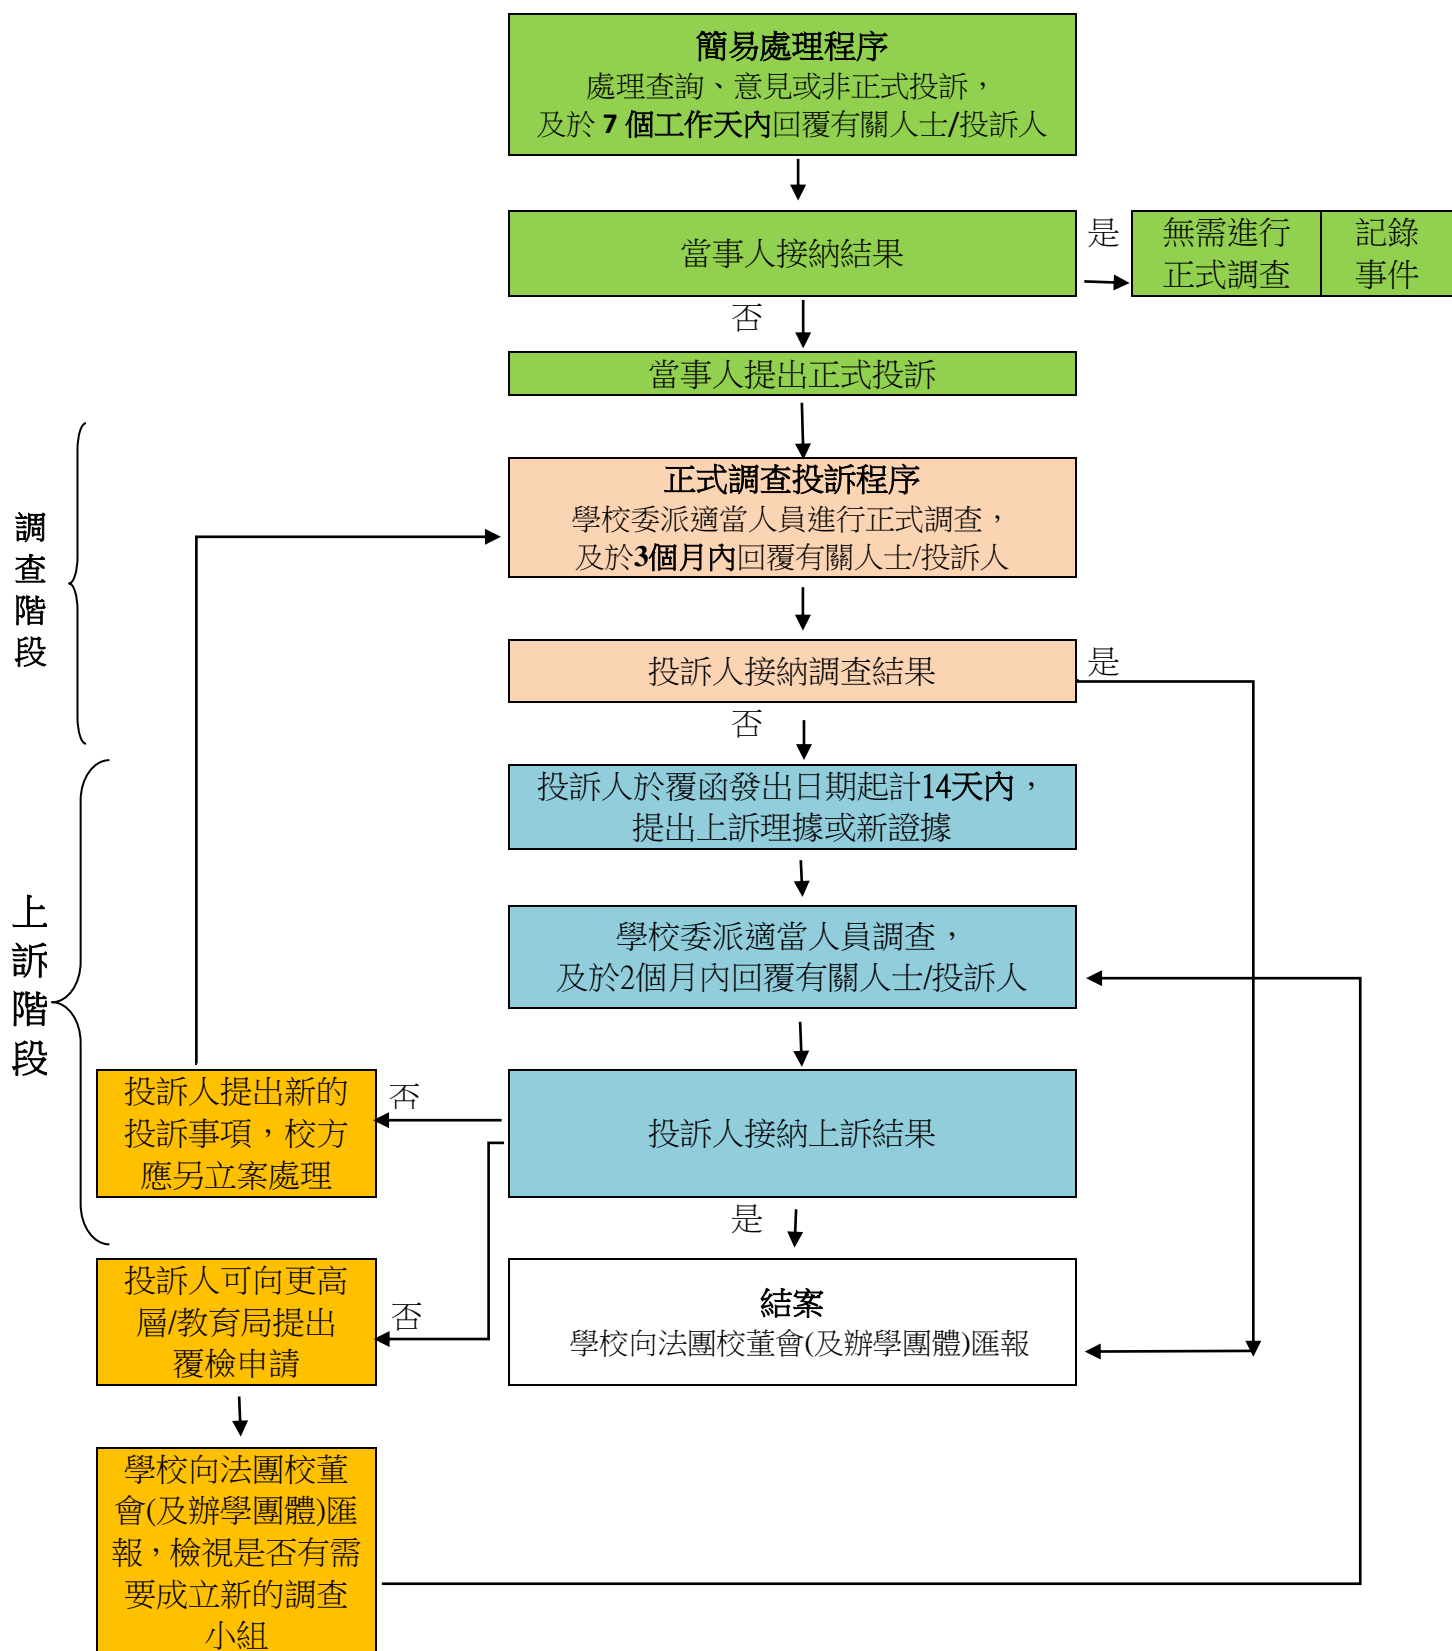 簡易處理程序
處理查詢、意見或非正式投訴，
及於 7 個工作天內回覆有關人士/投訴人
當事人接納結果
是
無需進行
正式調查
記錄
事件
否
當事人提出正式投訴
調
查
階
段
正式調查投訴程序
學校委派適當人員進行正式調查，
及於3個月內回覆有關人士/投訴人
投訴人接納調查結果
是
否
投訴人於覆函發出日期起計14天內，
提出上訴理據或新證據
上
訴
階
段
學校委派適當人員調查，
及於2個月內回覆有關人士/投訴人
投訴人提出新的
投訴事項，校方
應另立案處理
否
投訴人接納上訴結果
是
投訴人可向更高
層/教育局提出
覆檢申請
否
結案
學校向法團校董會(及辦學團體)匯報
學校向法團校董
會(及辦學團體)匯
報，檢視是否有需
要成立新的調查
小組